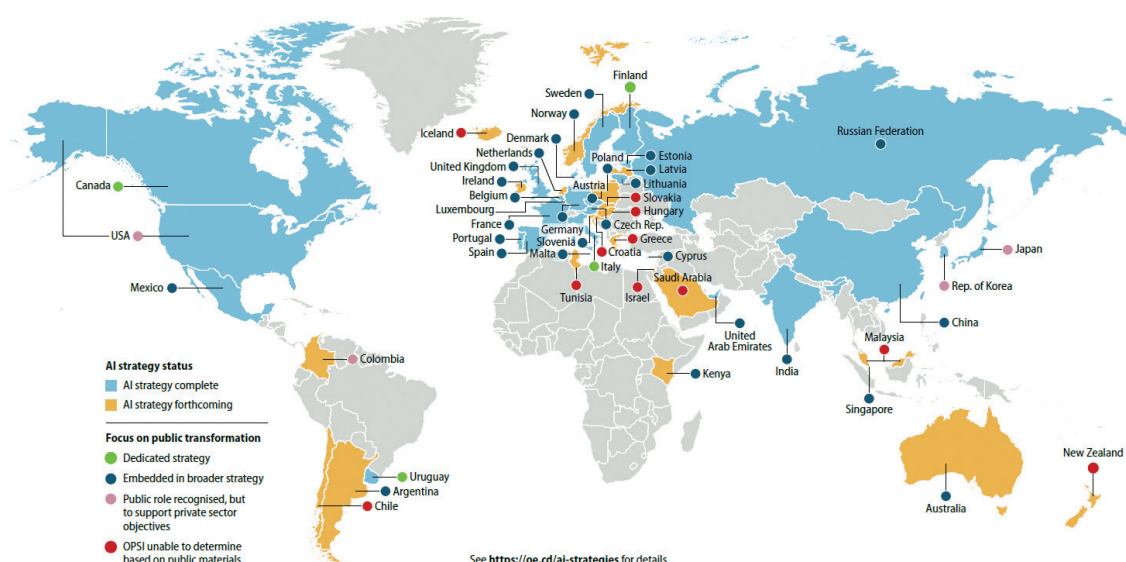 Finland
Sweden
Norway
Iceland
Denmark
Netherlands
United Kingdom
Ireland
Belgium
Luxembourg
France
Portugal
Spain
Poland
Austria
Germany
Slovenia
Malta
Estonia
Latvia
Lithuania
Slovakia
Hungary
Czech Rep.
Greece
Croatia
Italy
Cyprus
Tunisia
Israel
Saudi Arabia
Russian Federation
Canada
USA
Mexico
Japan
Rep. of Korea
China
Malaysia
United
Arab Emirates
India
Kenya
Singapore
Colombia
Uruguay
Argentina
Chile
New Zealand
Australia
AI strategy status
AI strategy complete
AI strategy forthcoming
Focus on public transformation
Dedicated strategy
Embedded in broader strategy
Public role recognised, but
to support private sector
objectives
OPSI unable to determine
based on public materials
See https://oe.cd/ai-strategies for details